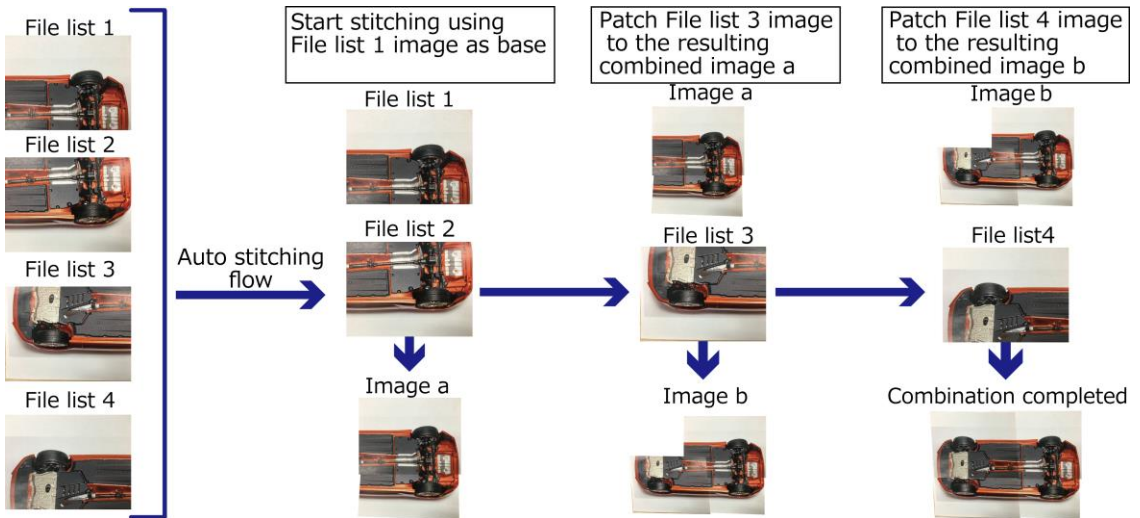 File list 1
File list 2
File list 3
File list 4
Auto stitching
flow
Start stitching using
File list 1 image as base
File list 1
File list 2
Image a
Patch File list 3 image
to the resulting
combined image a
Image a
File list 3
Image b
Patch File list 4 image
to the resulting
combined image b
Image b
File list4
Combination completed